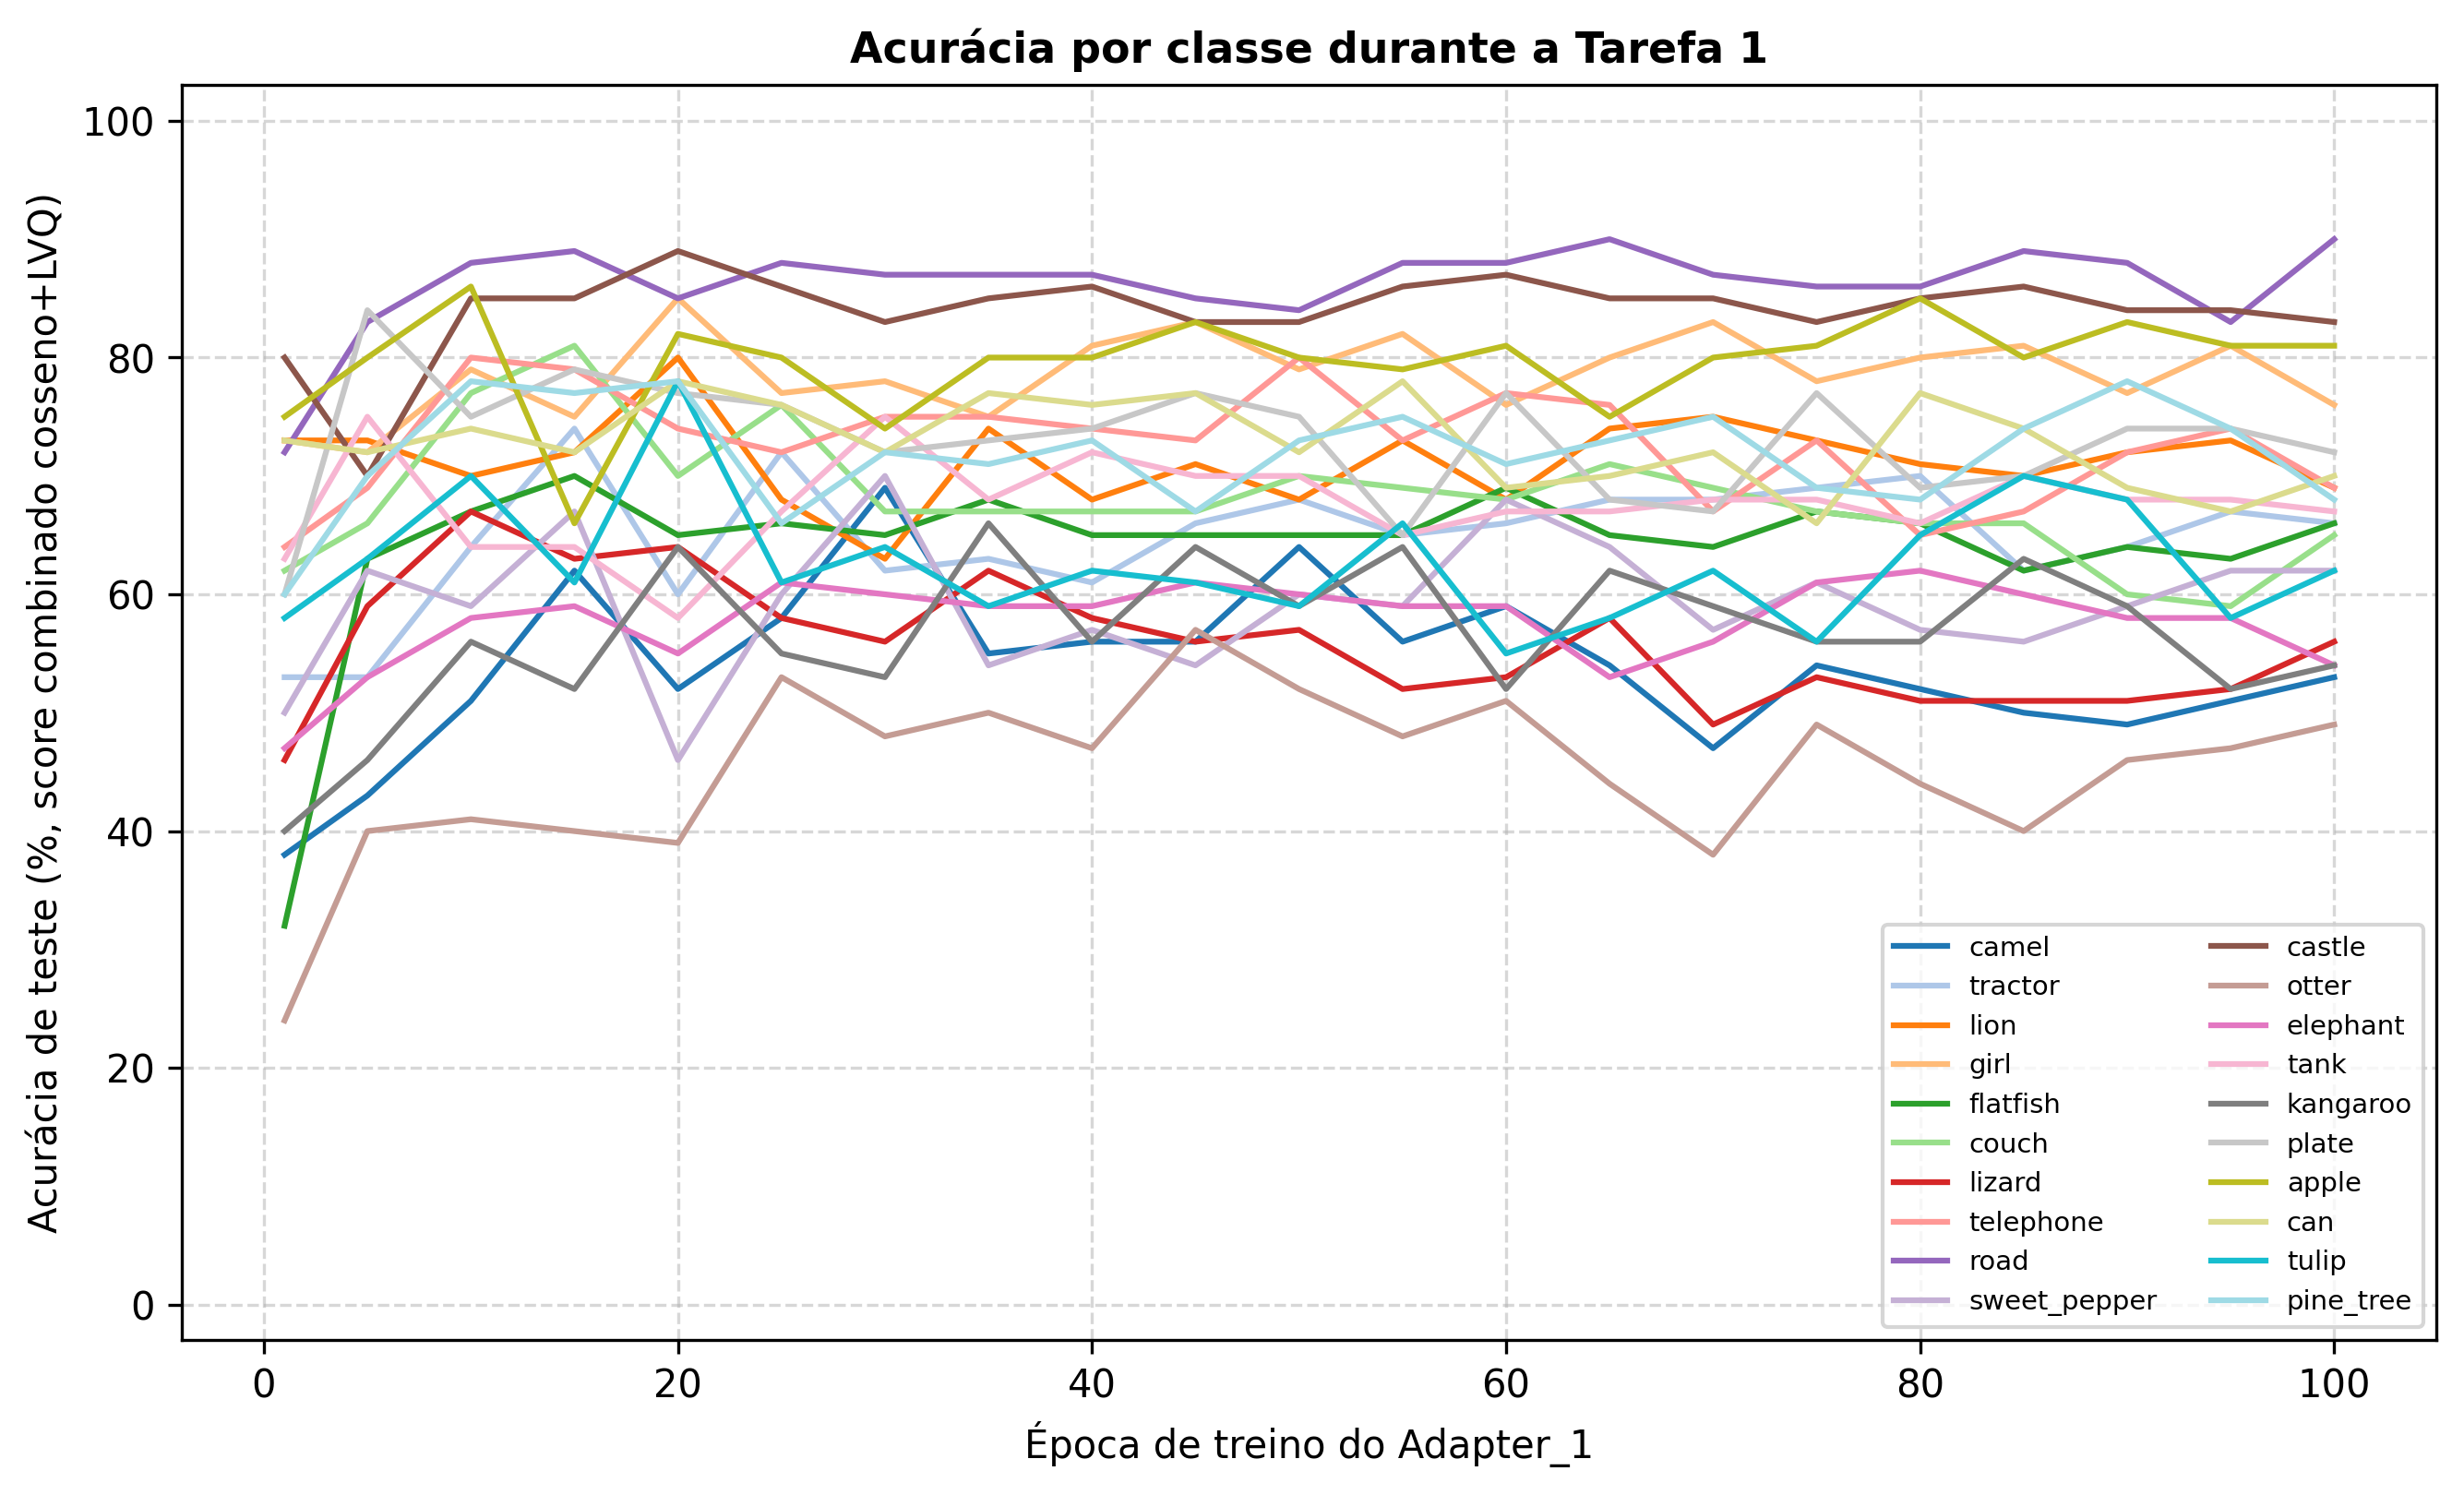 Acurácia por classe durante a Tarefa 1
Acurácia de teste (%, score combinado cosseno+LVQ)
100
80
60
40
20
0
0
20
40
60
80
100
Época de treino do Adapter_1
camel
tractor
lion
girl
flatfish
couch
lizard
telephone
road
sweet_pepper
castle
otter
elephant
tank
kangaroo
plate
apple
can
tulip
pine_tree